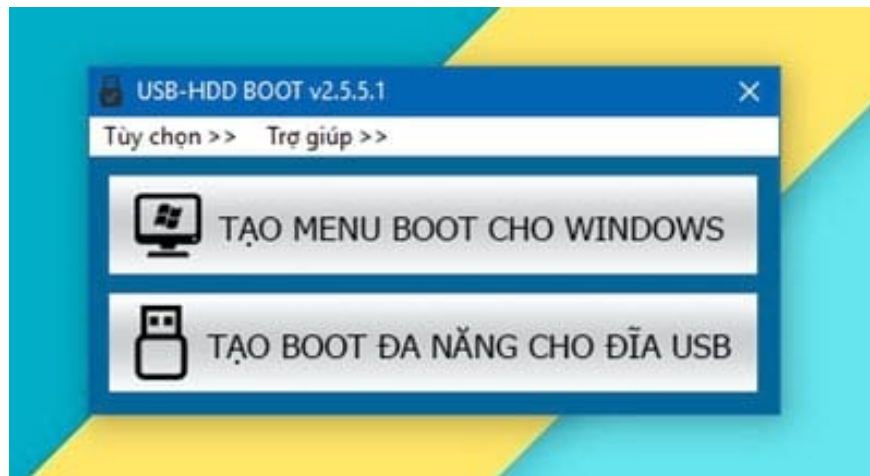 USB-HDD BOOT v2.5.5.1
Tùy chọn >> Trợ giúp >>
TẠO MENU BOOT CHO WINDOWS
TẠO BOOT ĐA NĂNG CHO ĐĨA USB